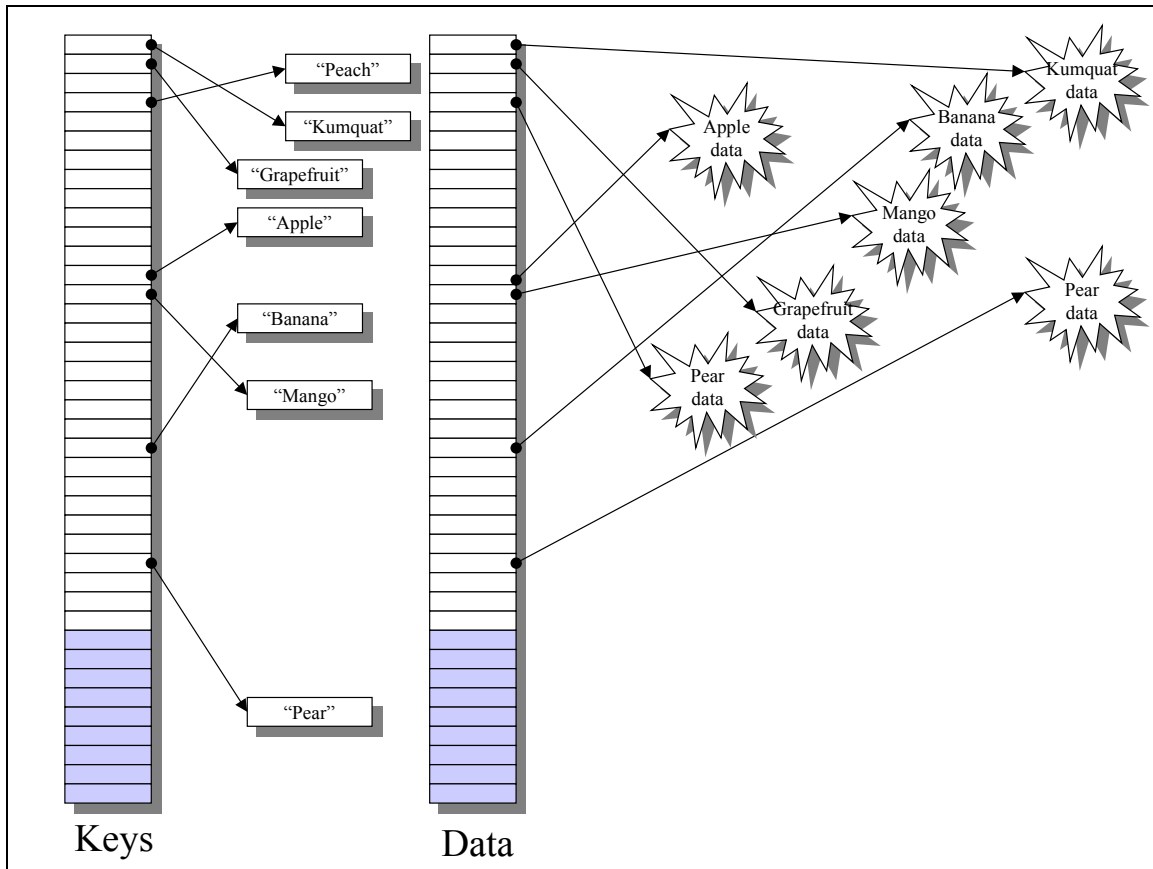 “Peach”
“Kumquat”
“Grapefruit”
“Apple”
“Banana”
“Mango”
“Pear”
Keys
Kumquat
data
Banana
data
Apple
data
Mango
data
Grapefruit
data
Pear
data
Pear
data
Data